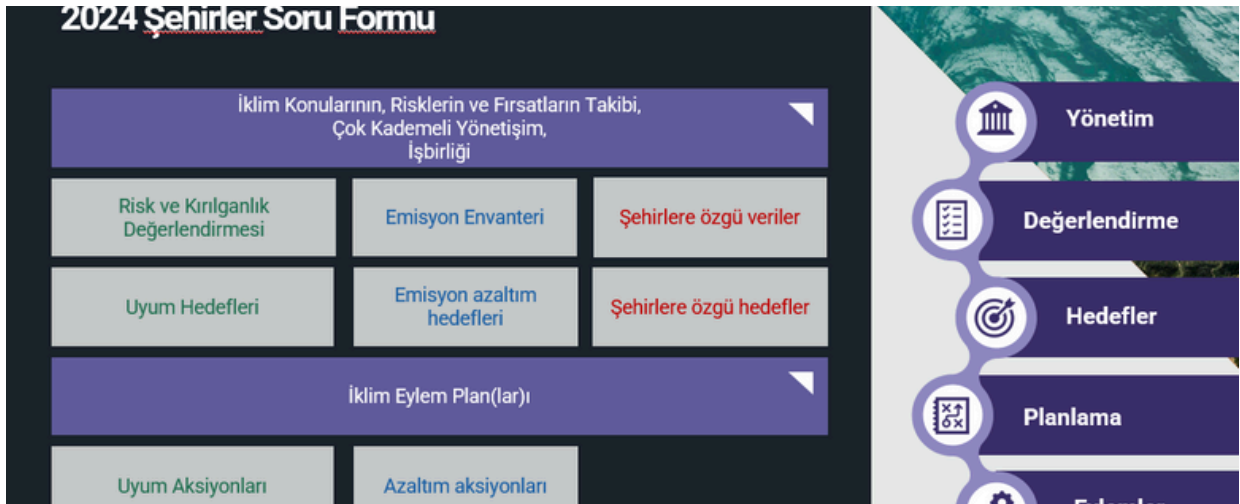 2024 Şehirler Soru Formu
İklim Konularının, Risklerin ve Fırsatların Takibi,
Çok Kademeli Yönetişim,
İşbirliği
Risk ve Kırılganlık
Değerlendirmesi
Emisyon Envanteri
Şehirlere özgü veriler
Uyum Hedefleri
Emisyon azaltım
hedefleri
Şehirlere özgü hedefler
İklim Eylem Plan(lar)ı
Uyum Aksiyonları
Azaltım aksiyonları
Yönetim
Değerlendirme
Hedefler
Planlama